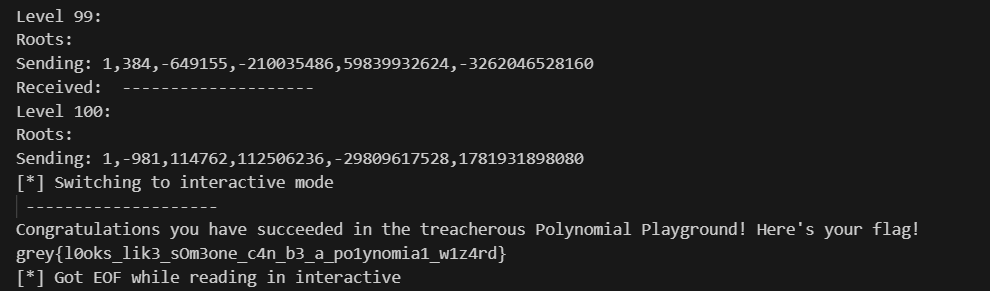 Level 99:
Roots:
Sending: 1,384,-649155,-210035486,59839932624,-3262046528160
Received:  --------------------
Level 100:
Roots:
Sending: 1,-981,114762,112506236,-29809617528,1781931898080
[*] Switching to interactive mode
--------------------
Congratulations you have succeeded in the treacherous Polynomial Playground! Here's your flag!
grey{l0oks_lik3_sOm3one_c4n_b3_a_po1ynomia1_w1z4rd}
[*] Got EOF while reading in interactive